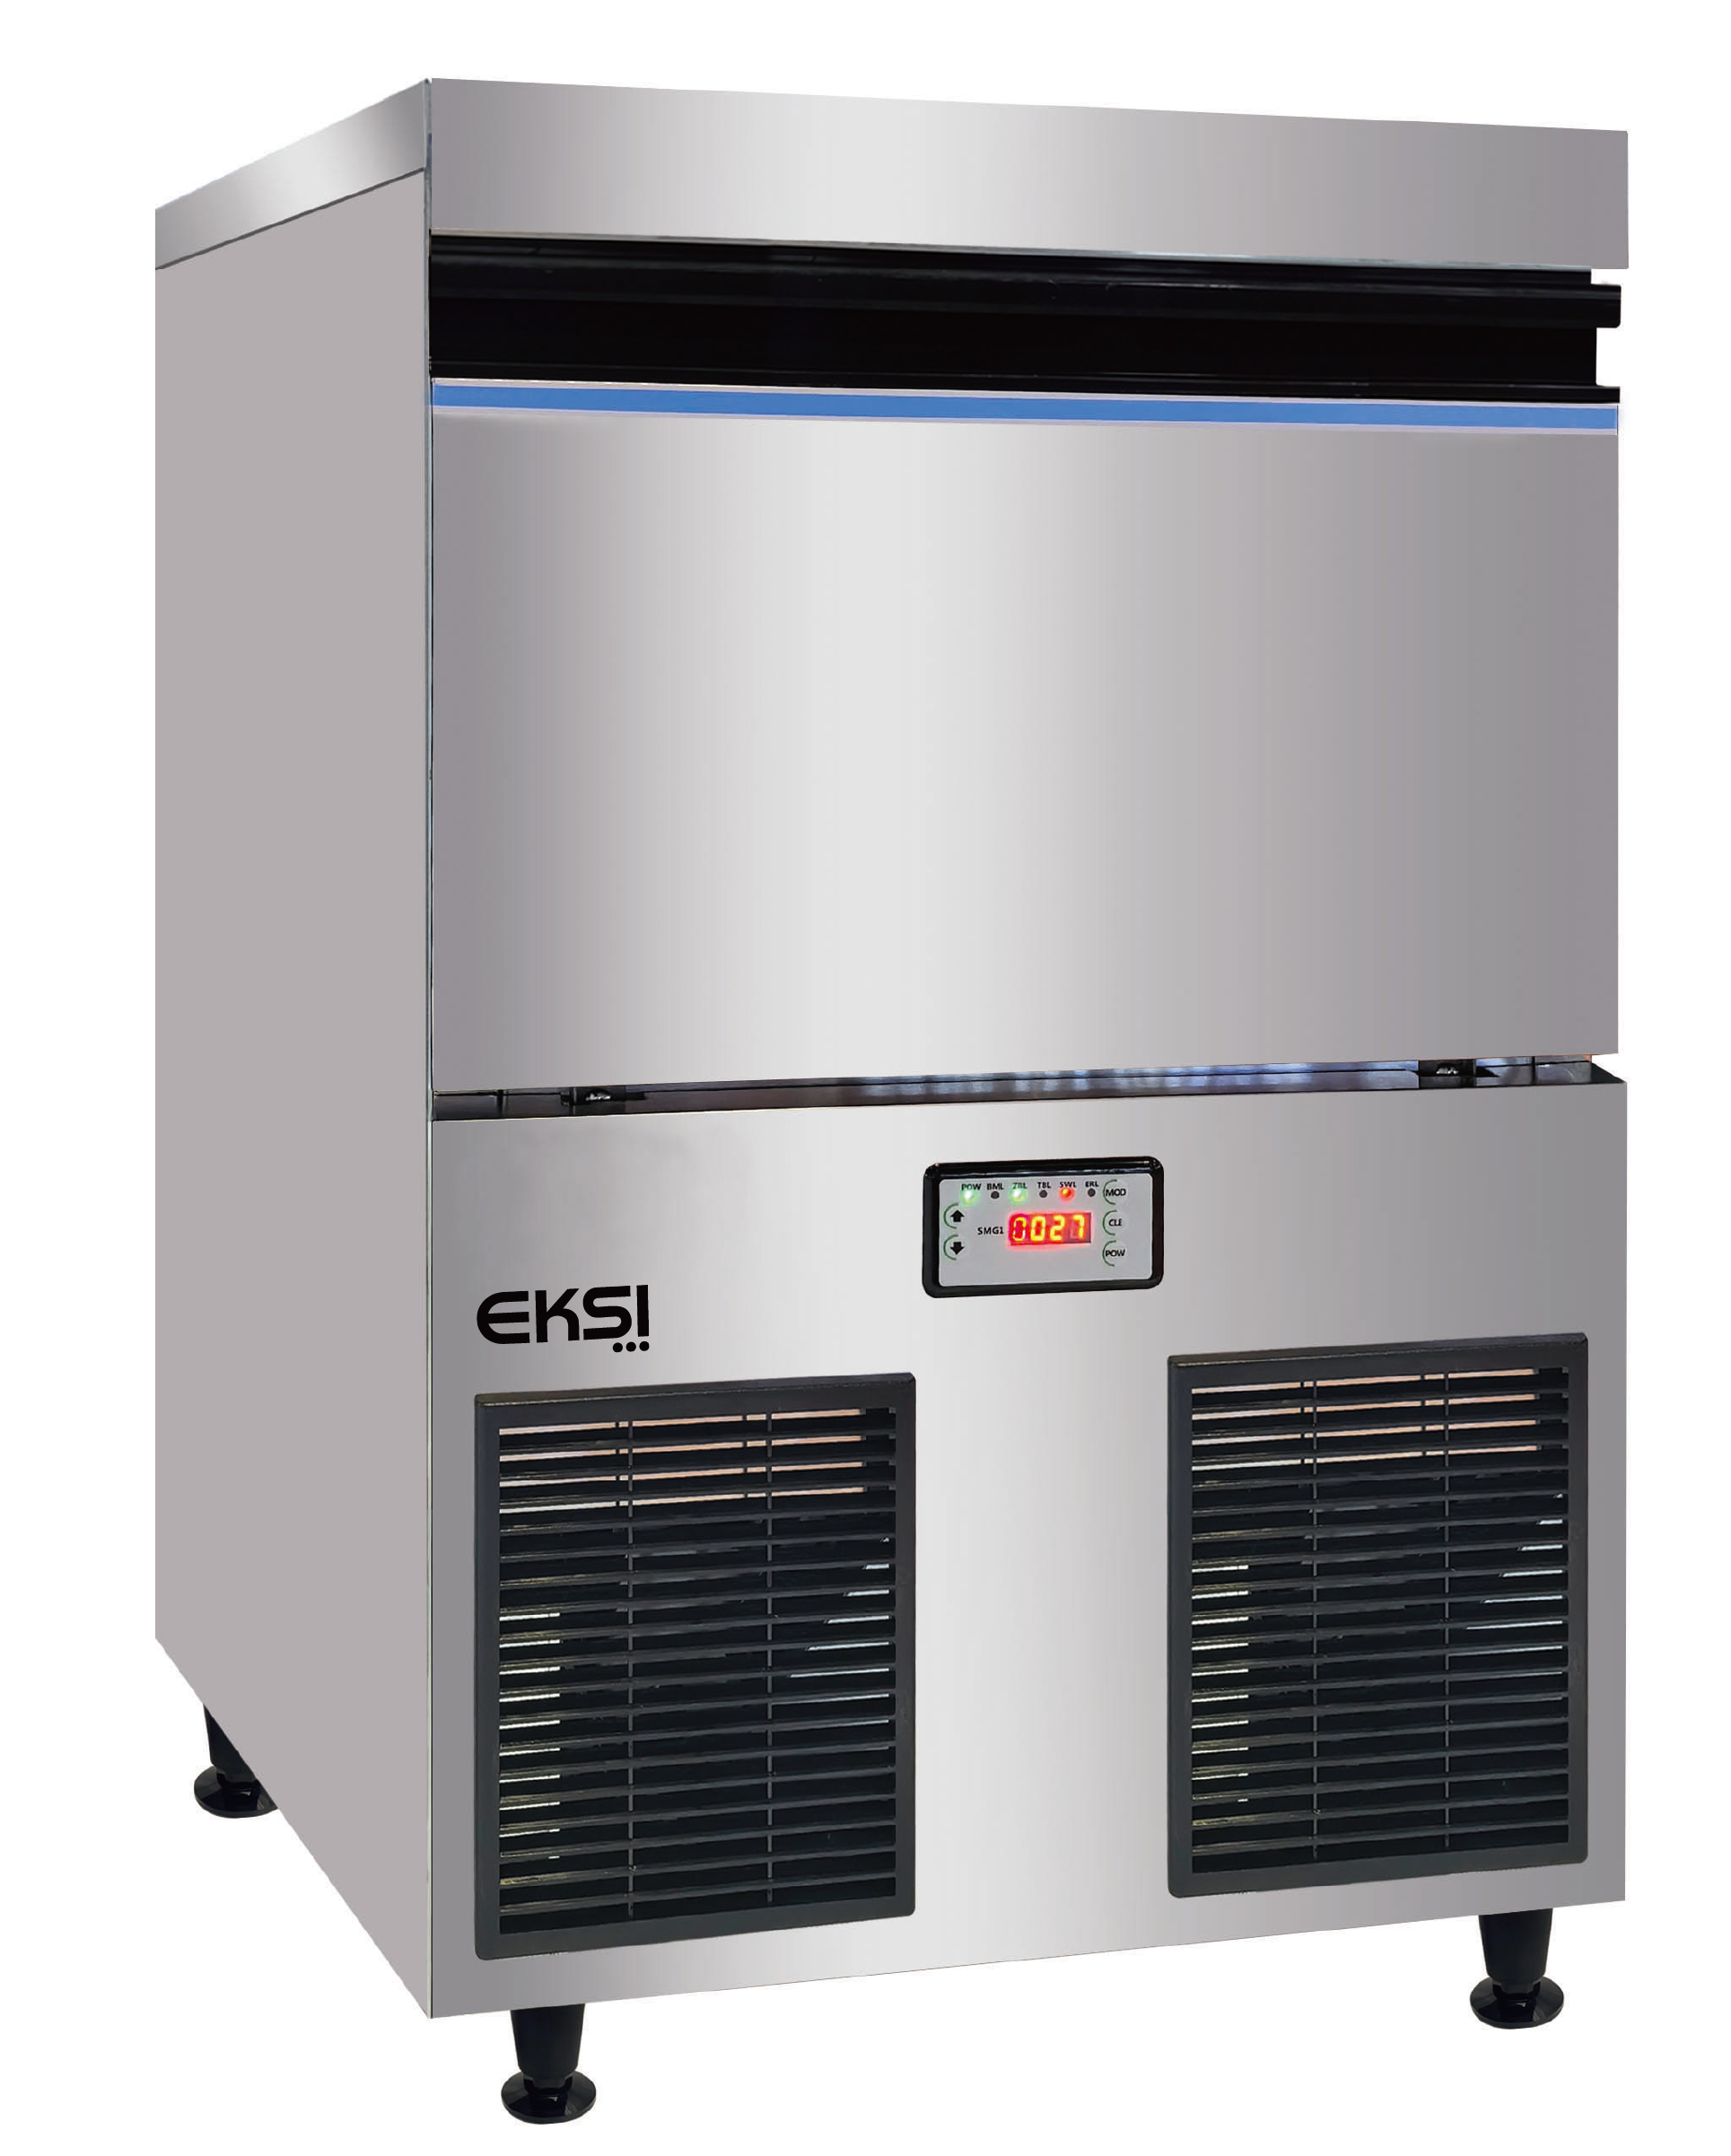 POW BML ZBL TBL SWL ERL
MOD
SMG1 0027 CLE
POW
EKSI